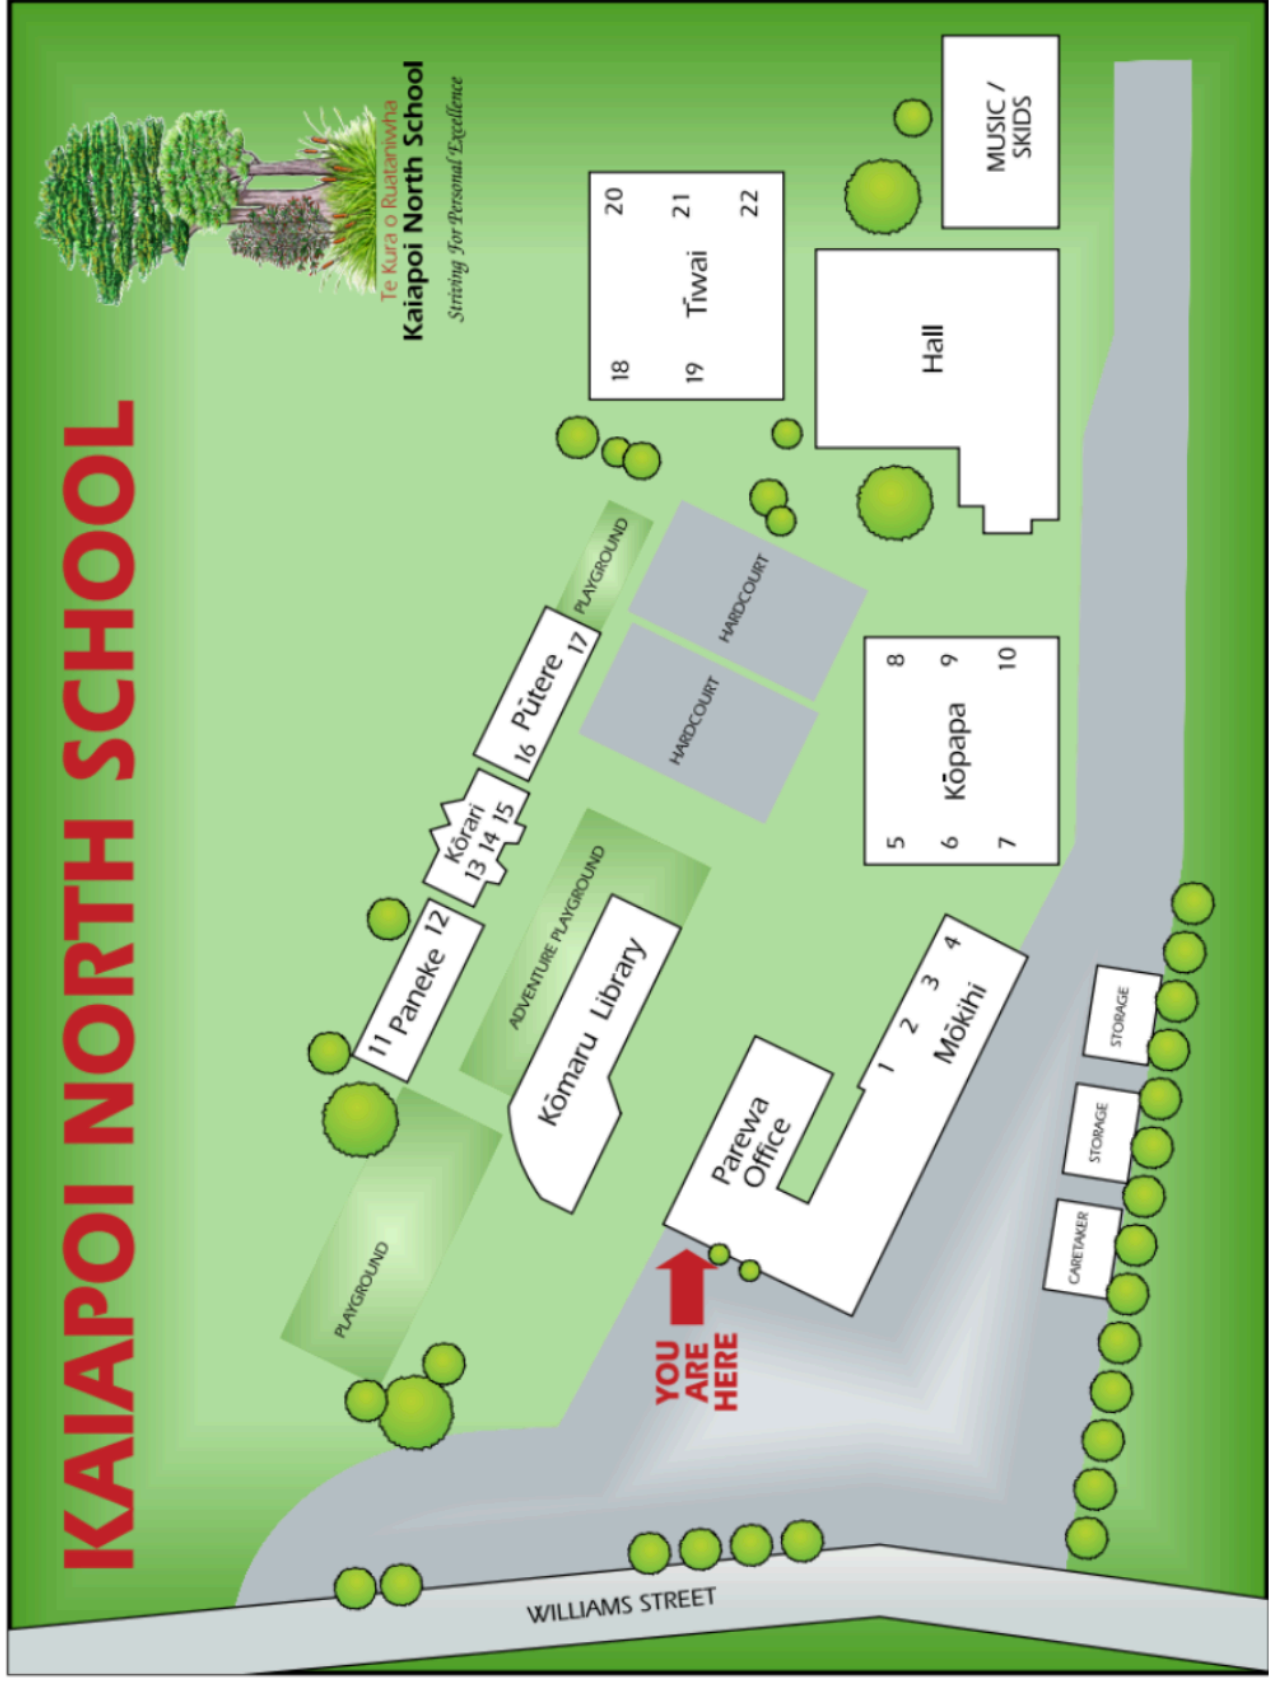 KAIAPOI NORTH SCHOOL
Te Kura o Ruataniwha
Kaiapoi North School
Striving For Personal Excellence
PLAYGROUND
11 Paneke 12
Kōrari
13 14 15
Pūtere
16
17
PLAYGROUND
18
20
19
21
Tīwai
22
ADVENTURE PLAYGROUND
Kōmaru Library
HARDCOURT
HARDCOURT
YOU
ARE
HERE
Parewa
Office
1 2 3 4
Mōkihi
5
8
6
9
Kōpapa
7
10
Hall
MUSIC /
SKIDS
CARETAKER
STORAGE
STORAGE
WILLIAMS STREET